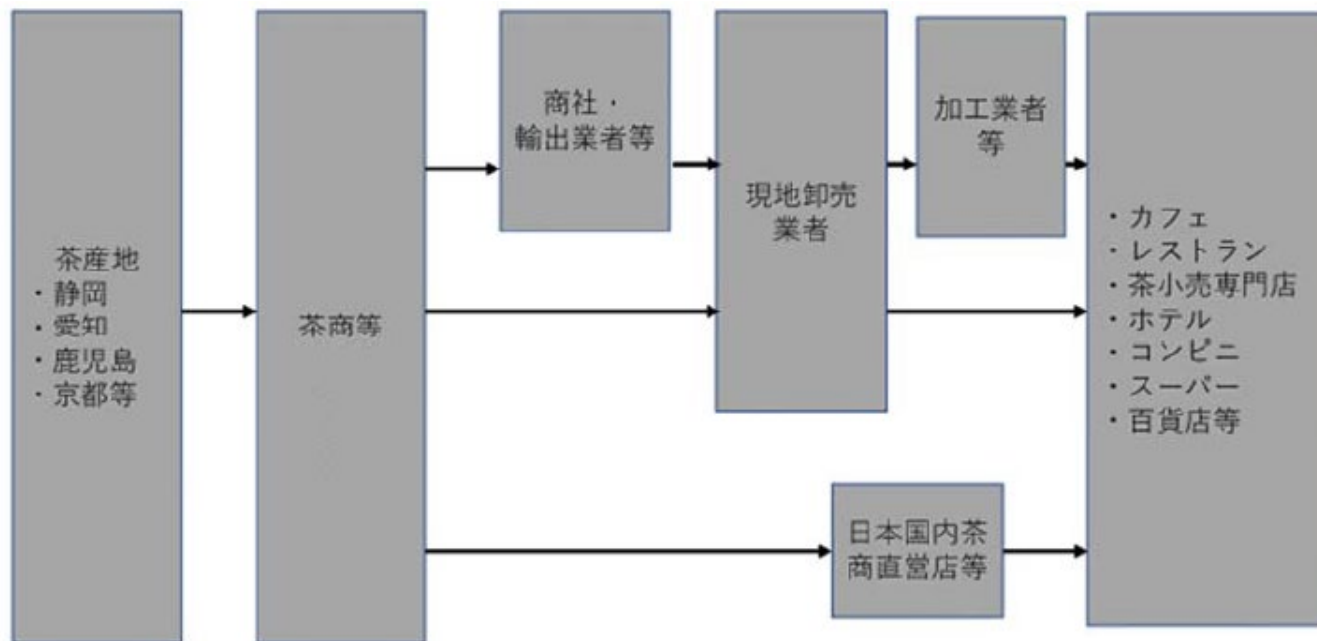 茶産地
・静岡
・愛知
・鹿児島
・京都等
茶商等
商社・
輸出業者等
現地卸売
業者
加工業者
等
日本国内茶
商直営店等
・カフェ
・レストラン
・茶小売専門店
・ホテル
・コンビニ
・スーパー
・百貨店等